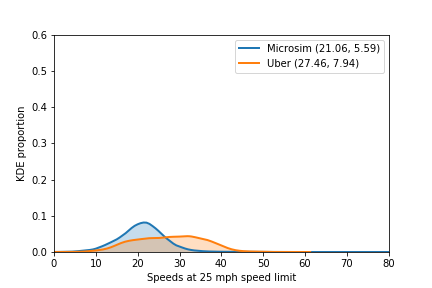 0.6
Microsim (21.06, 5.59)
Uber (27.46, 7.94)
0.5
0.4
KDE proportion
0.3
0.2
0.1
0.0
0 10 20 30 40 50 60 70 80
Speeds at 25 mph speed limit